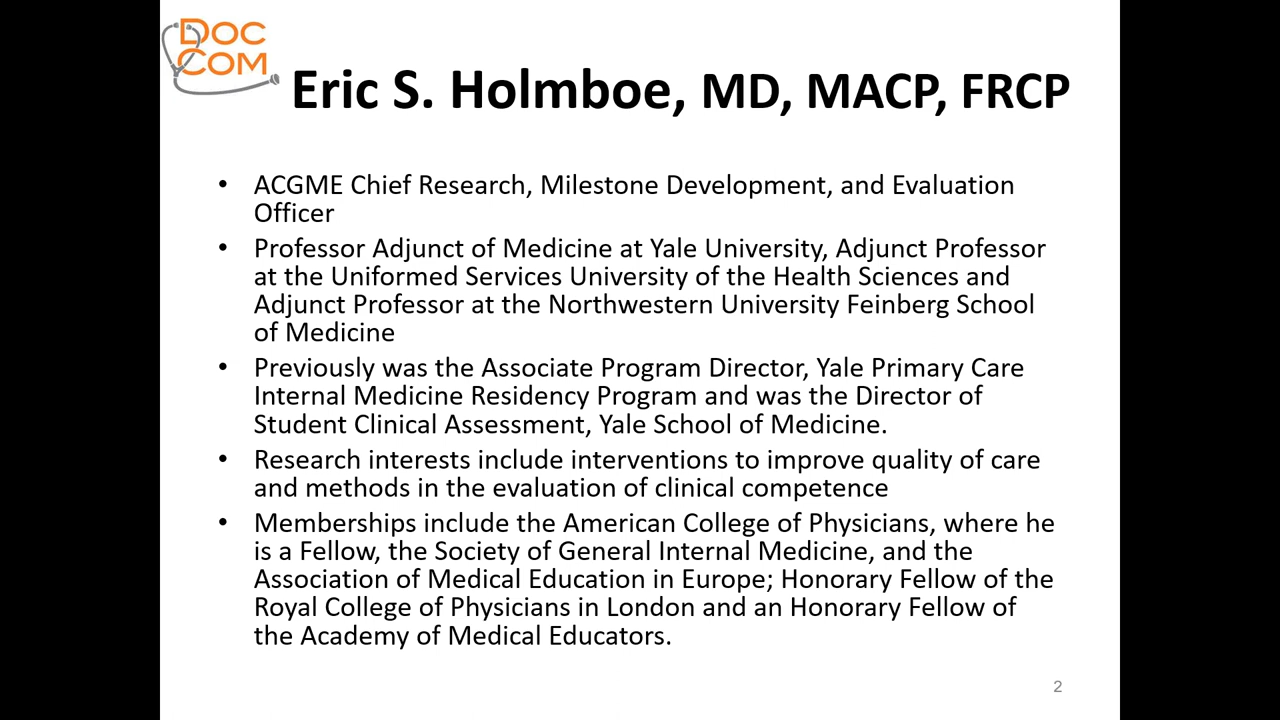 DOC
COM
Eric S. Holmboe, MD, MACP, FRCP
• ACGME Chief Research, Milestone Development, and Evaluation
Officer
• Professor Adjunct of Medicine at Yale University, Adjunct Professor
at the Uniformed Services University of the Health Sciences and
Adjunct Professor at the Northwestern University Feinberg School
of Medicine
• Previously was the Associate Program Director, Yale Primary Care
Internal Medicine Residency Program and was the Director of
Student Clinical Assessment, Yale School of Medicine.
• Research interests include interventions to improve quality of care
and methods in the evaluation of clinical competence
• Memberships include the American College of Physicians, where he
is a Fellow, the Society of General Internal Medicine, and the
Association of Medical Education in Europe; Honorary Fellow of the
Royal College of Physicians in London and an Honorary Fellow of
the Academy of Medical Educators.
2